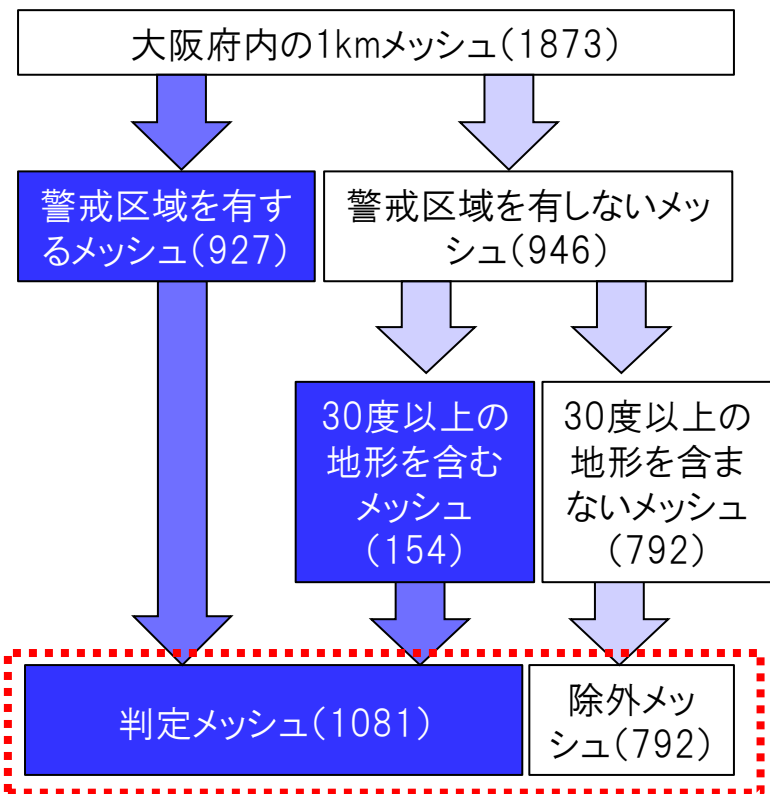 大阪府内の1kmメッシュ(1873)
警戒区域を有す
るメッシュ(927)
警戒区域を有しないメッ
シュ(946)
30度以上の
地形を含む
メッシュ
(154)
30度以上の
地形を含ま
ないメッシュ
(792)
判定メッシュ(1081)
除外メッ
シュ(792)